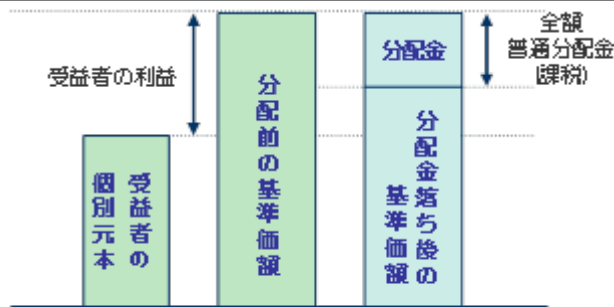 全額
普通分配金
(課税)
分配金
受益者の利益
分配前の基準価額
分配金落ち後の
基準価額
受益者の
個別元本